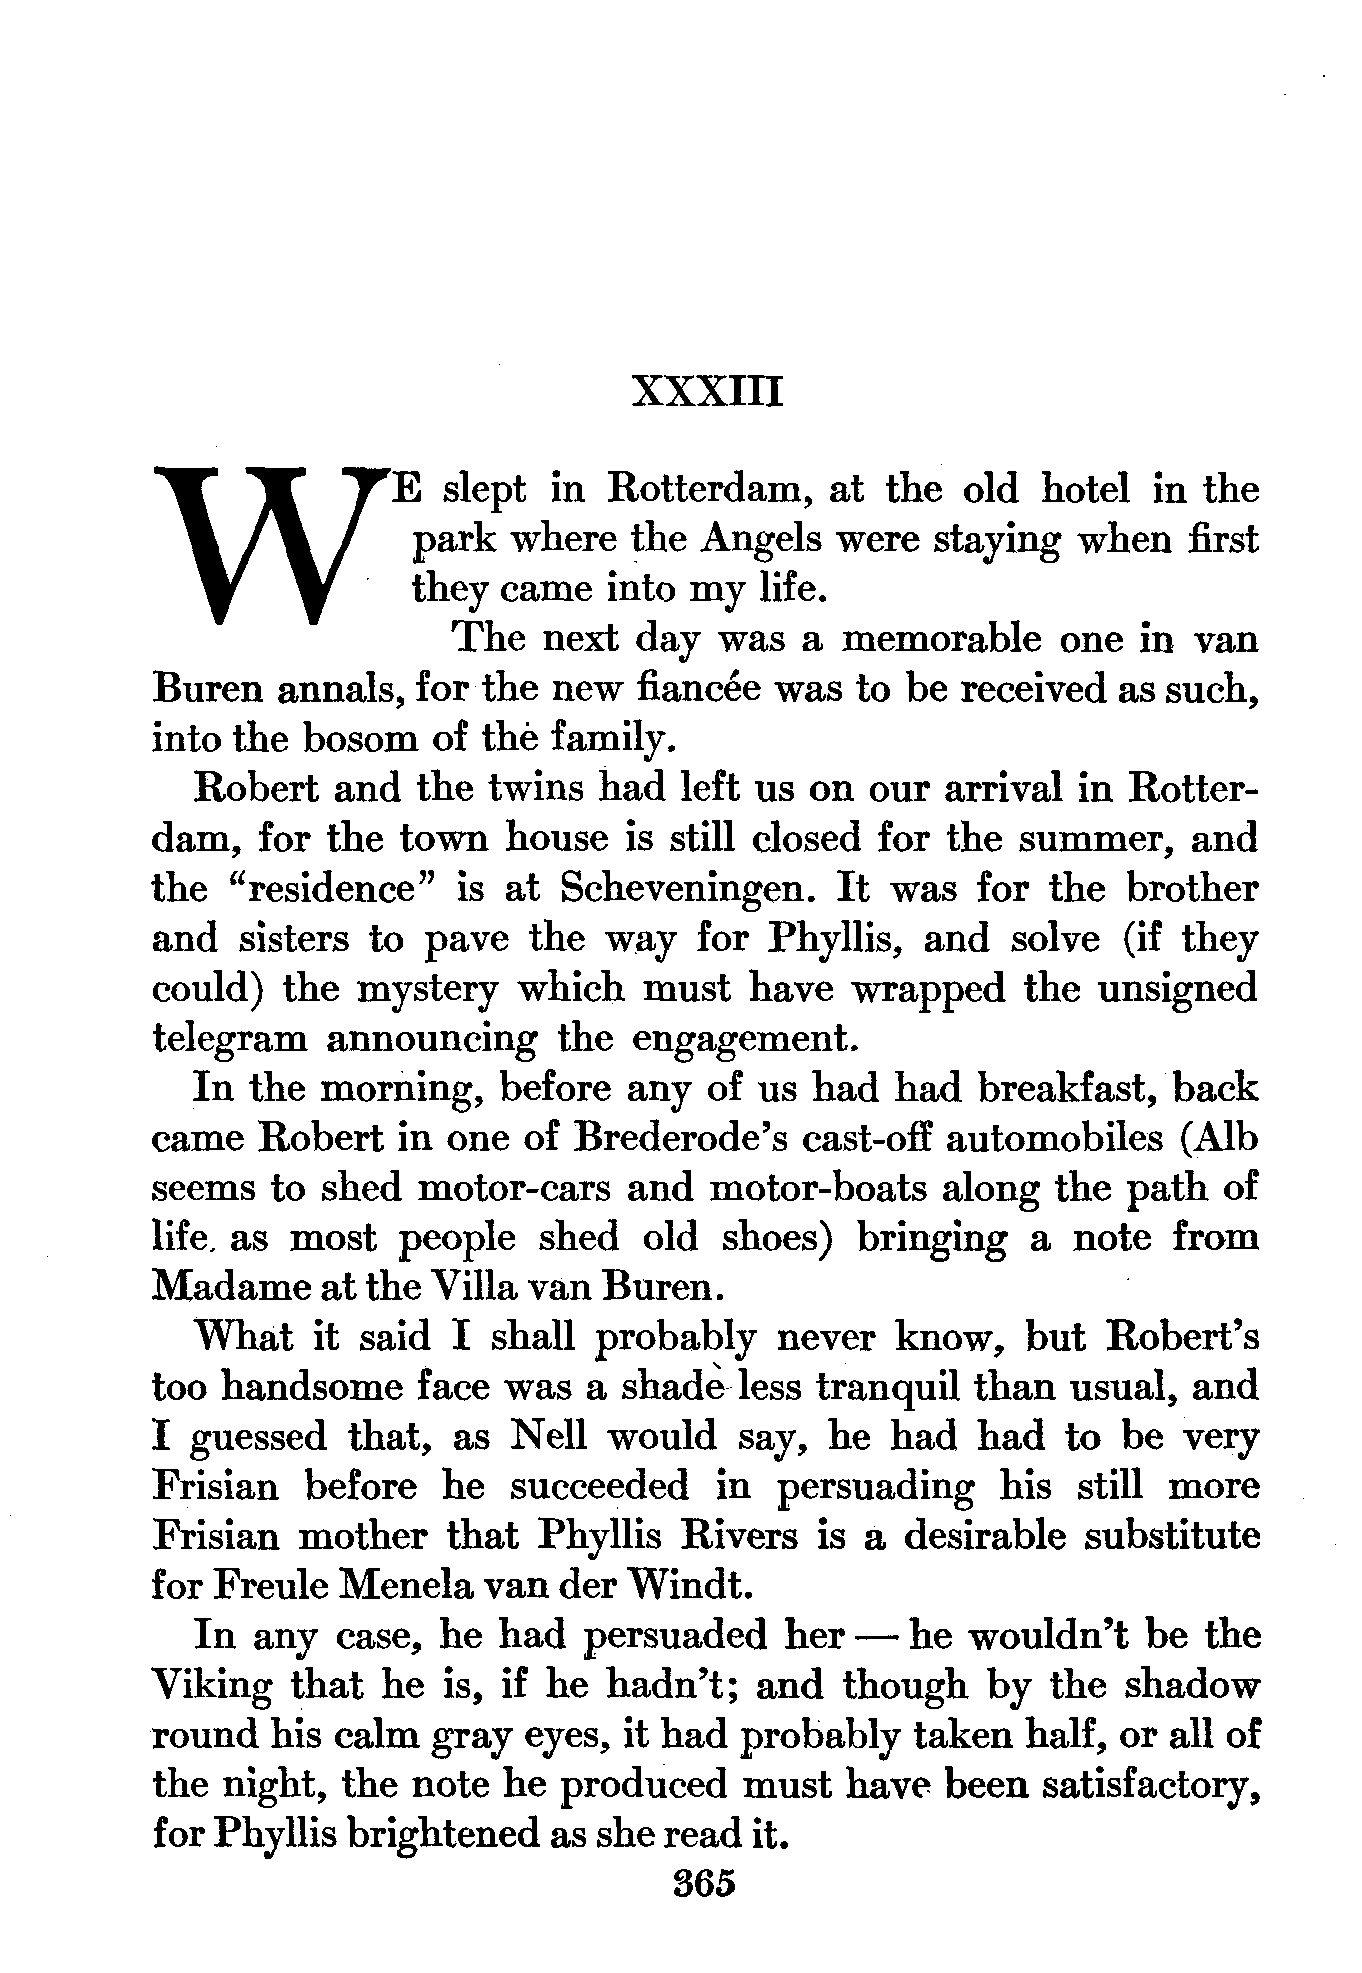 XXXIII
WE slept in Rotterdam, at the old hotel in the
park where the Angels were staying when first
they came into my life.
The next day was a memorable one in van
Buren annals, for the new fiancée was to be received as such,
into the bosom of the family.
Robert and the twins had left us on our arrival in Rotter-
dam, for the town house is still closed for the summer, and
the “residence” is at Scheveningen. It was for the brother
and sisters to pave the way for Phyllis, and solve (if they
could) the mystery which must have wrapped the unsigned
telegram announcing the engagement.
In the morning, before any of us had had breakfast, back
came Robert in one of Brederode’s cast-off automobiles (Alb
seems to shed motor-cars and motor-boats along the path of
life. as most people shed old shoes) bringing a note from
Madame at the Villa van Buren.
What it said I shall probably never know, but Robert’s
too handsome face was a shade less tranquil than usual, and
I guessed that, as Nell would say, he had had to be very
Frisian before he succeeded in persuading his still more
Frisian mother that Phyllis Rivers is a desirable substitute
for Freule Menela van der Windt.
In any case, he had persuaded her — he wouldn’t be the
Viking that he is, if he hadn’t; and though by the shadow
round his calm gray eyes, it had probably taken half, or all of
the night, the note he produced must have been satisfactory,
for Phyllis brightened as she read it.
365